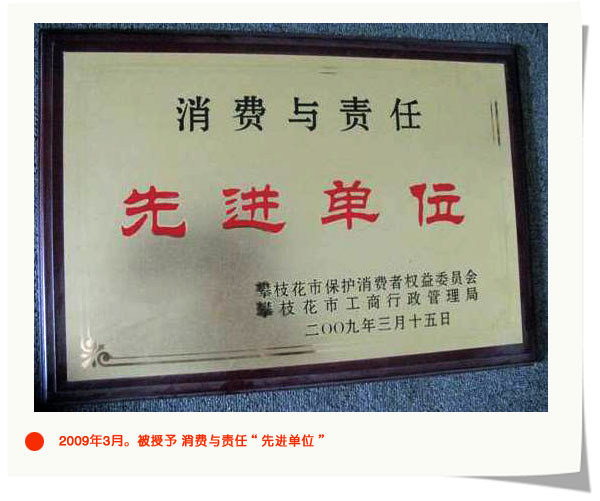 消费与责任
先进单位
攀枝花市保护消费者权益委员会
攀枝花市工商行政管理局
二〇〇九年三月十五日
2009年3月。被授予 消费与责任“先进单位”